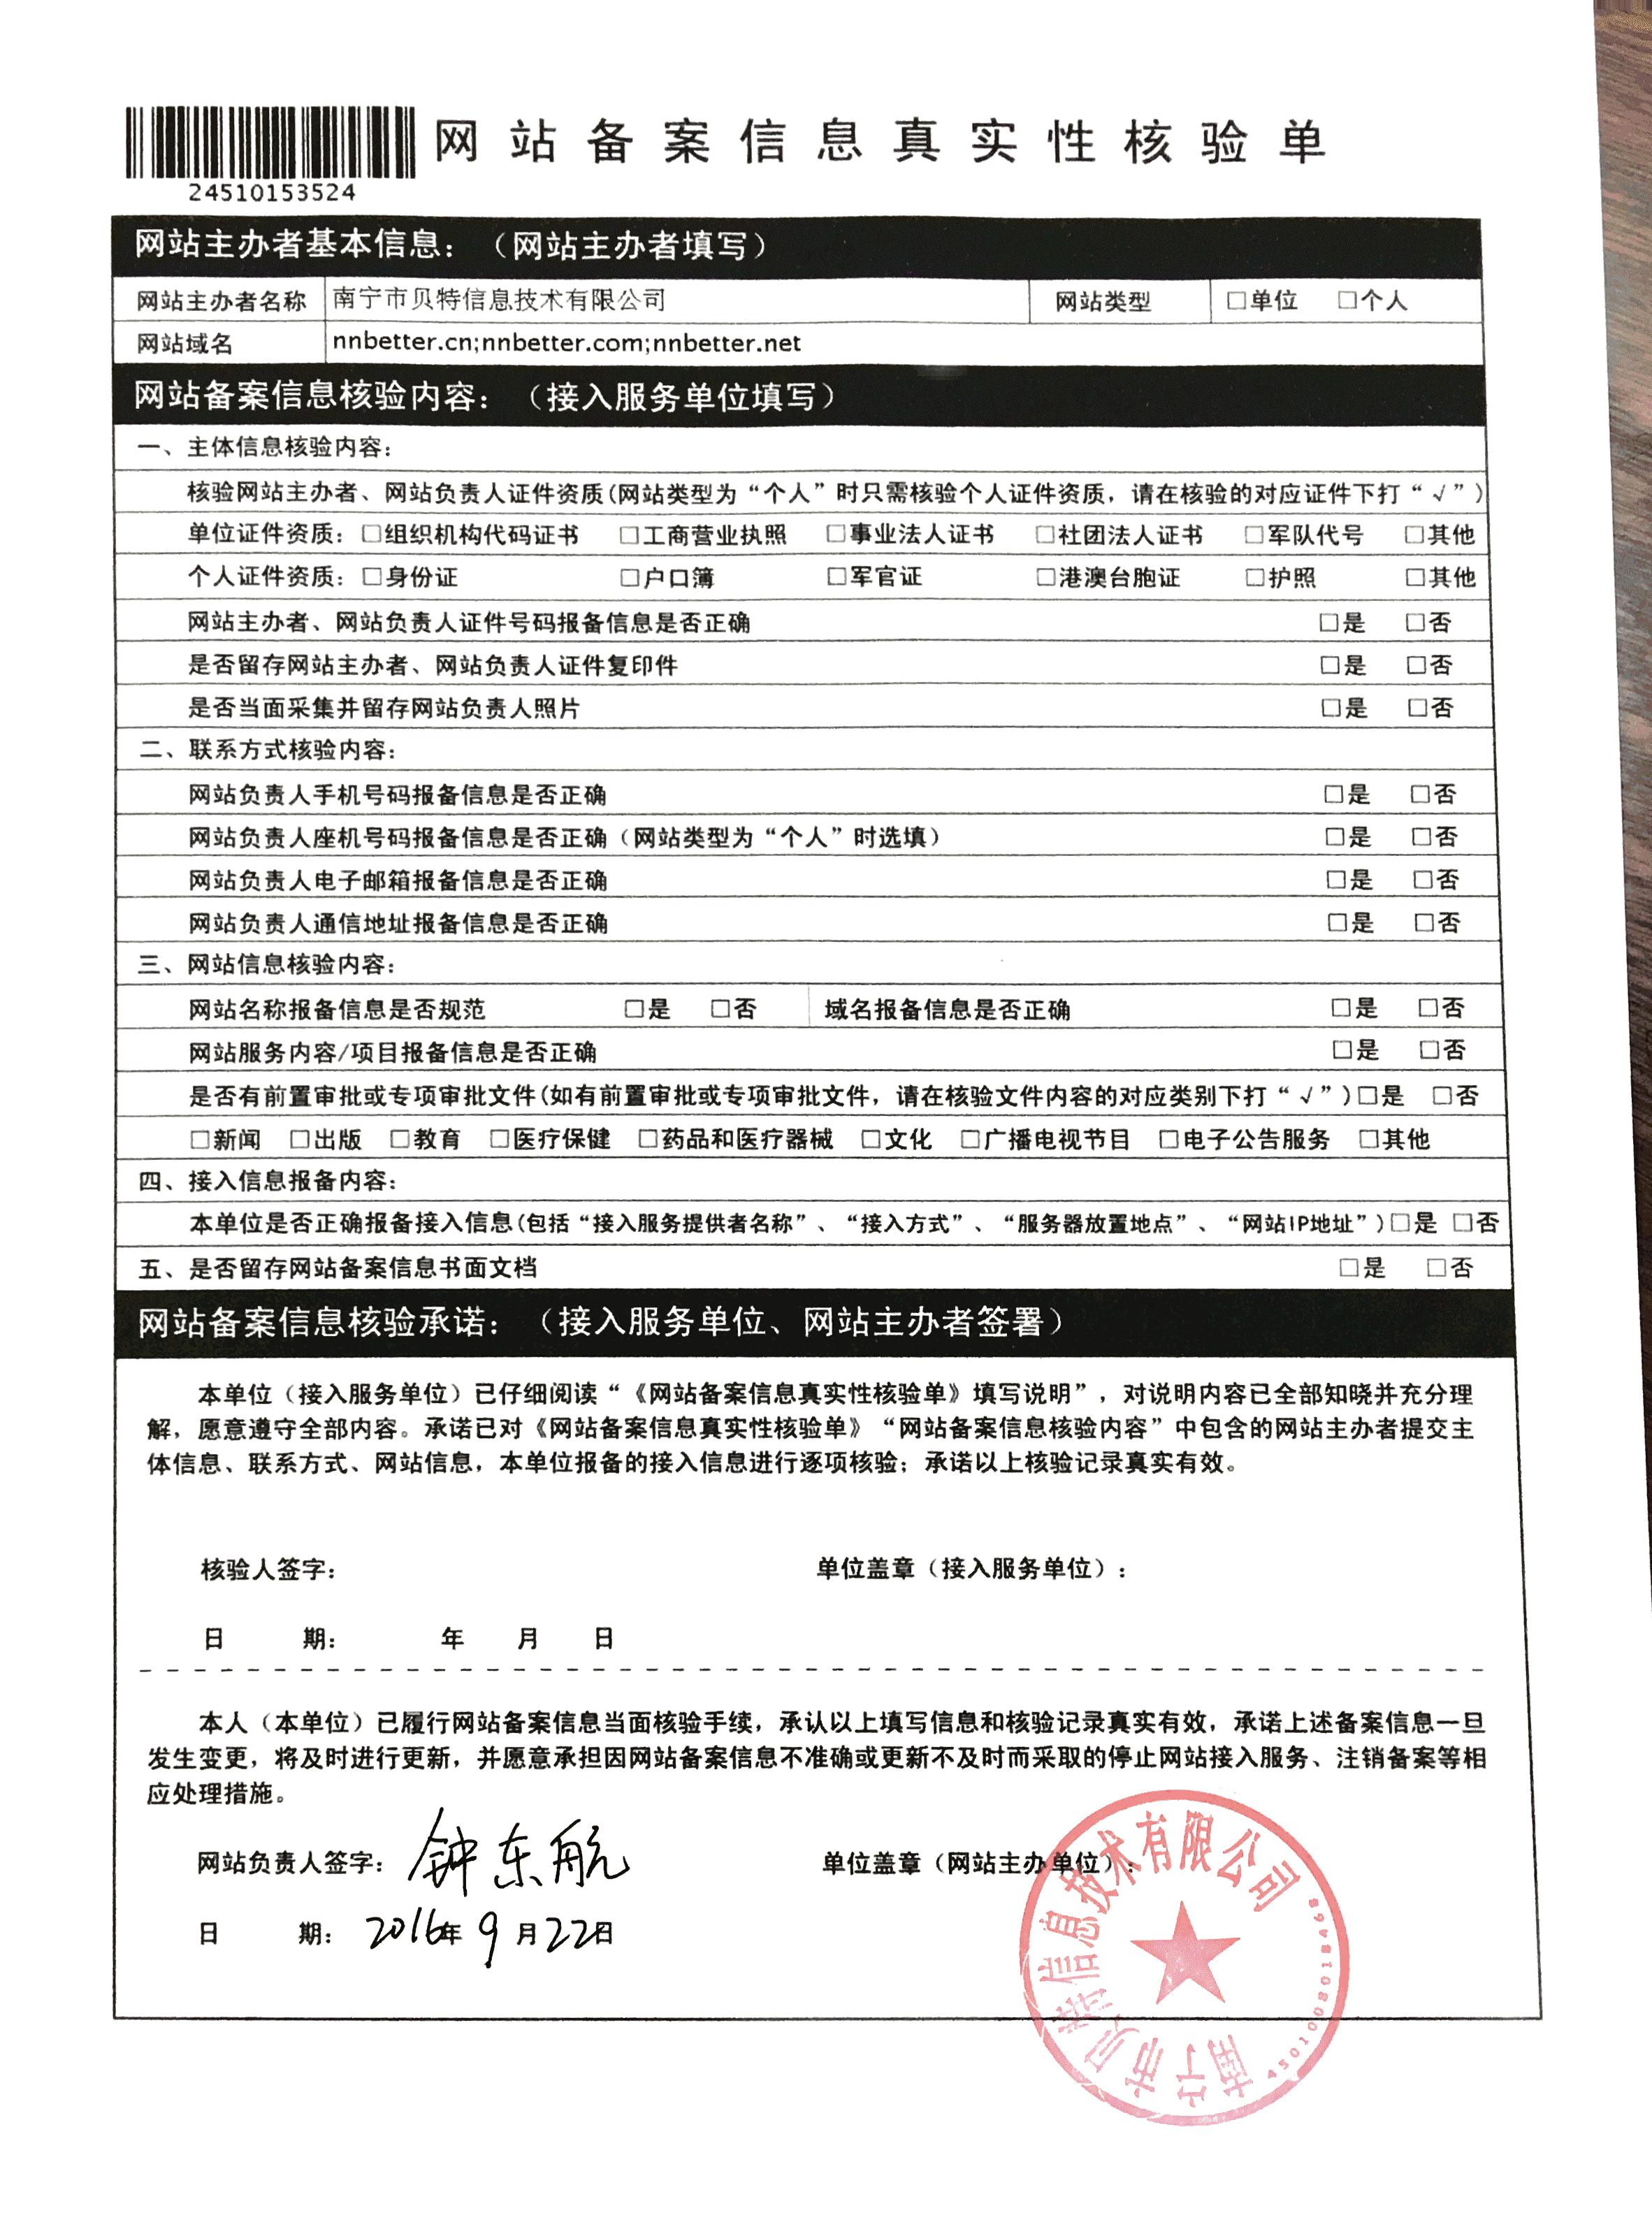 网站备案信息真实性核验单
24510153524
网站主办者基本信息：（网站主办者填写）
网站主办者名称 南宁市贝特信息技术有限公司 网站类型 □单位 □个人
网站域名 nnbetter.cn;nnbetter.com;nnbetter.net
网站备案信息核验内容：（接入服务单位填写）
一、主体信息核验内容：
核验网站主办者、网站负责人证件资质(网站类型为“个人”时只需核验个人证件资质，请在核验的对应证件下打“√”)
单位证件资质：□组织机构代码证书 □工商营业执照 □事业法人证书 □社团法人证书 □军队代号 □其他
个人证件资质：□身份证 □户口簿 □军官证 □港澳台胞证 □护照 □其他
网站主办者、网站负责人证件号码报备信息是否正确 □是 □否
是否留存网站主办者、网站负责人证件复印件 □是 □否
是否当面采集并留存网站负责人照片 □是 □否
二、联系方式核验内容：
网站负责人手机号码报备信息是否正确 □是 □否
网站负责人座机号码报备信息是否正确（网站类型为“个人”时选填） □是 □否
网站负责人电子邮箱报备信息是否正确 □是 □否
网站负责人通信地址报备信息是否正确 □是 □否
三、网站信息核验内容：
网站名称报备信息是否规范 □是 □否 域名报备信息是否正确 □是 □否
网站服务内容/项目报备信息是否正确 □是 □否
是否有前置审批或专项审批文件(如有前置审批或专项审批文件，请在核验文件内容的对应类别下打“√”)□是 □否
□新闻 □出版 □教育 □医疗保健 □药品和医疗器械 □文化 □广播电视节目 □电子公告服务 □其他
四、接入信息报备内容：
本单位是否正确报备接入信息(包括“接入服务提供者名称”、“接入方式”、“服务器放置地点”、“网站IP地址”)□是 □否
五、是否留存网站备案信息书面文档 □是 □否
网站备案信息核验承诺：（接入服务单位、网站主办者签署）
本单位（接入服务单位）已仔细阅读“《网站备案信息真实性核验单》填写说明”，对说明内容已全部知晓并充分理
解，愿意遵守全部内容。承诺已对《网站备案信息真实性核验单》“网站备案信息核验内容”中包含的网站主办者提交主
体信息、联系方式、网站信息，本单位报备的接入信息进行逐项核验；承诺以上核验记录真实有效。
核验人签字： 单位盖章（接入服务单位）：
日 期： 年 月 日
本人（本单位）已履行网站备案信息当面核验手续，承认以上填写信息和核验记录真实有效，承诺上述备案信息一旦
发生变更，将及时进行更新，并愿意承担因网站备案信息不准确或更新不及时而采取的停止网站接入服务、注销备案等相
应处理措施。
网站负责人签字：钟东航 单位盖章（网站主办单位）：
日 期：2016年9月22日
南宁市贝特信息技术有限公司
4501008018468